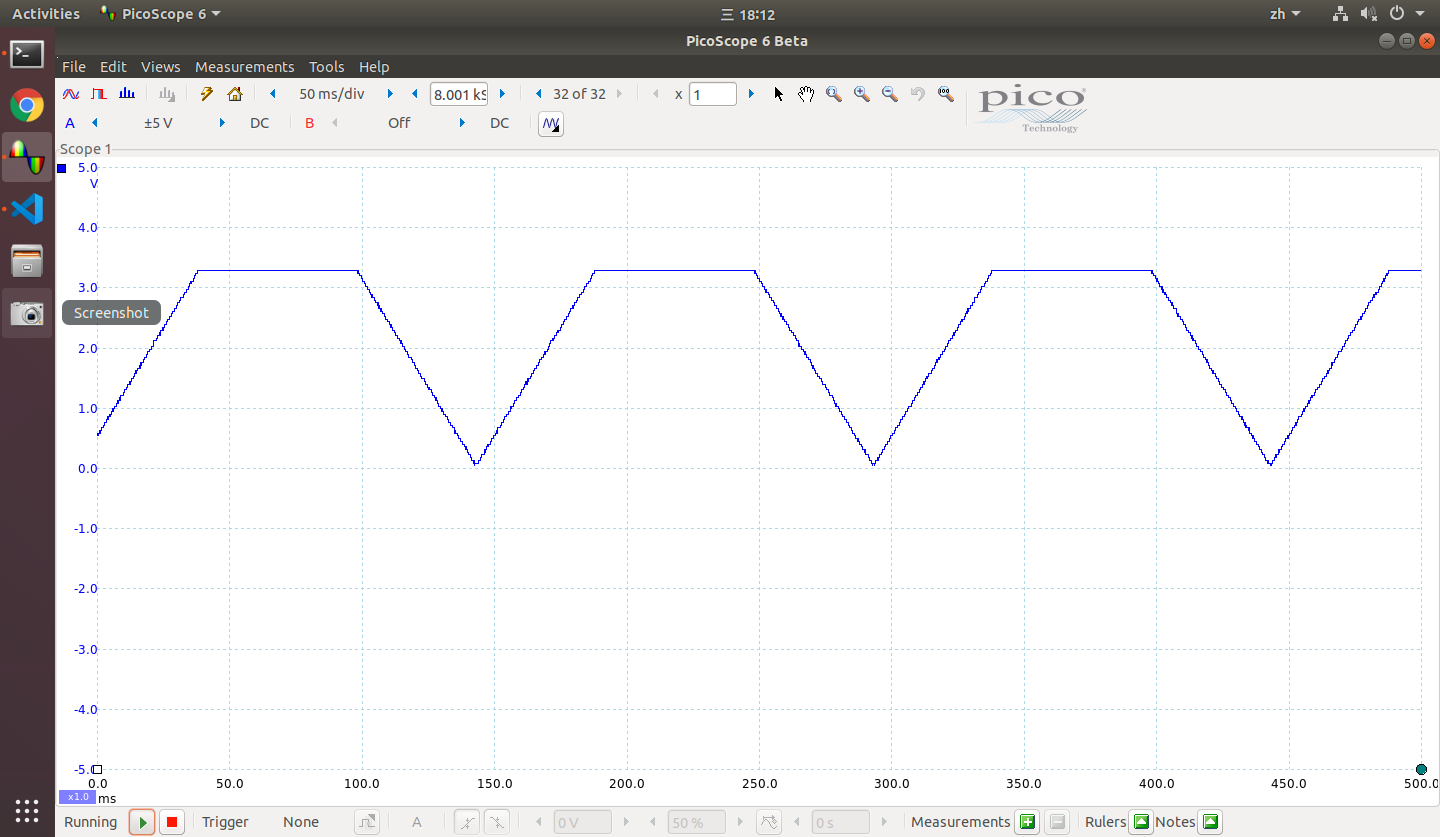 Activities PicoScope 6 三 18:12 zh
PicoScope 6 Beta
File Edit Views Measurements Tools Help
50 ms/div 8.001 kS 32 of 32 x 1 pico
Technology
A ±5 V DC B Off DC
Scope 1
5.0
V
4.0
3.0
Screenshot
2.0
1.0
0.0
-1.0
-2.0
-3.0
-4.0
-5.0
0.0 50.0 100.0 150.0 200.0 250.0 300.0 350.0 400.0 450.0 500.0
x1.0 ms
Running Trigger None A 0 V 50 % 0 s Measurements Rulers Notes